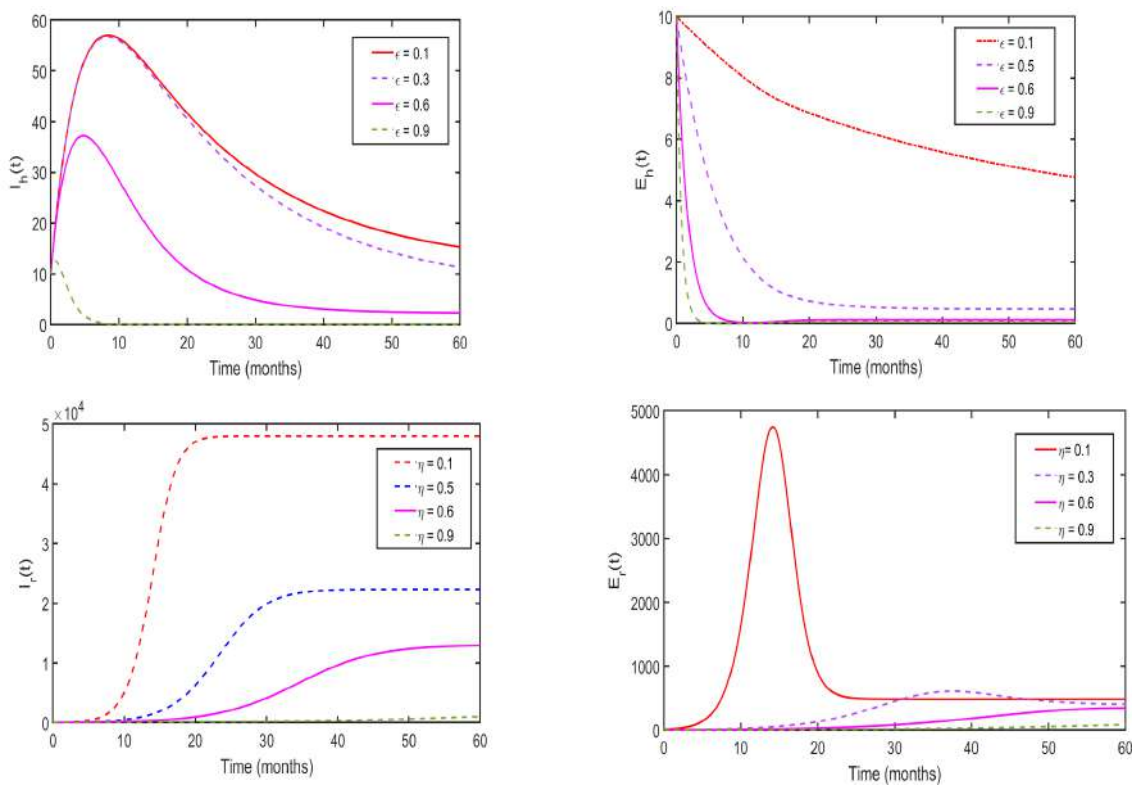 60
50
40
30
20
10
0
I_h(t)
ϵ = 0.1
ϵ = 0.3
ϵ = 0.6
ϵ = 0.9
0 10 20 30 40 50 60
Time (months)
10
8
6
4
2
0
E_h(t)
ϵ = 0.1
ϵ = 0.5
ϵ = 0.6
ϵ = 0.9
0 10 20 30 40 50 60
Time (months)
× 10^4
5
4
3
2
1
0
I_r(t)
η = 0.1
η = 0.5
η = 0.6
η = 0.9
0 10 20 30 40 50 60
Time (months)
5000
4000
3000
2000
1000
0
E_r(t)
η= 0.1
η = 0.3
η = 0.6
η = 0.9
0 10 20 30 40 50 60
Time (months)